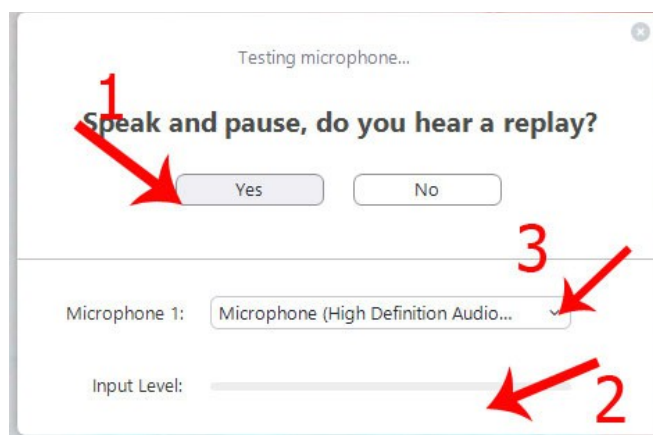 Testing microphone...
1
Speak and pause, do you hear a replay?
Yes No
3
Microphone 1: Microphone (High Definition Audio...
Input Level:
2